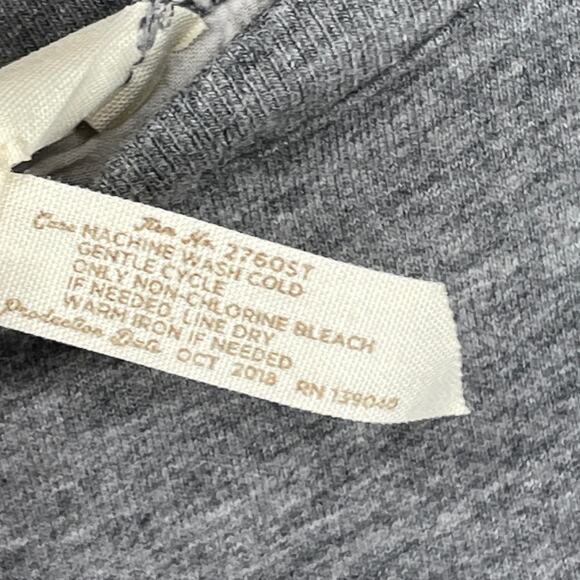 Item No. 2760ST
Care MACHINE WASH COLD
GENTLE CYCLE
ONLY NON-CHLORINE BLEACH
IF NEEDED, LINE DRY
WARM IRON IF NEEDED
Production Date OCT 2018 RN 139060